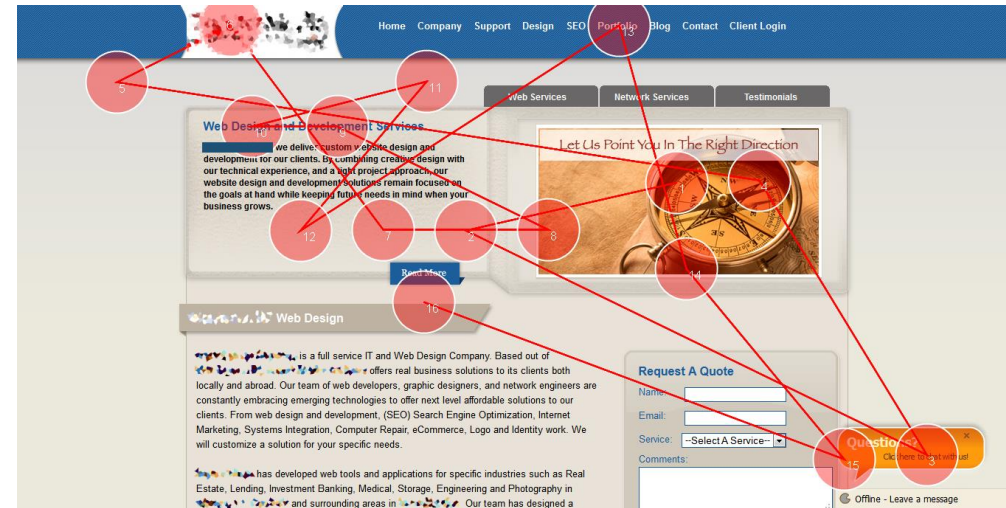 Home Company Support Design SEO Portfolio Blog Contact Client Login
13
5
11
Web Services Network Services Testimonials
Web Design and Development Services
10
9
we deliver custom website design and
development for our clients. By combining creative design with
our technical experience, and a tight project approach, our
website design and development solutions remain focused on
the goals at hand while keeping future needs in mind when your
business grows.
Let Us Point You In The Right Direction
1
4
12
7
2
8
14
Read More
16
Web Design
is a full service IT and Web Design Company. Based out of
offers real business solutions to its clients both
locally and abroad. Our team of web developers, graphic designers, and network engineers are
constantly embracing emerging technologies to offer next level affordable solutions to our
clients. From web design and development, (SEO) Search Engine Optimization, Internet
Marketing, Systems Integration, Computer Repair, eCommerce, Logo and Identity work. We
will customize a solution for your specific needs.
has developed web tools and applications for specific industries such as Real
Estate, Lending, Investment Banking, Medical, Storage, Engineering and Photography in
and surrounding areas in Our team has designed a
Request A Quote
Name:
Email:
Service: --Select A Service--
Comments:
Questions?
Click here to chat with us!
15
3
Offline - Leave a message